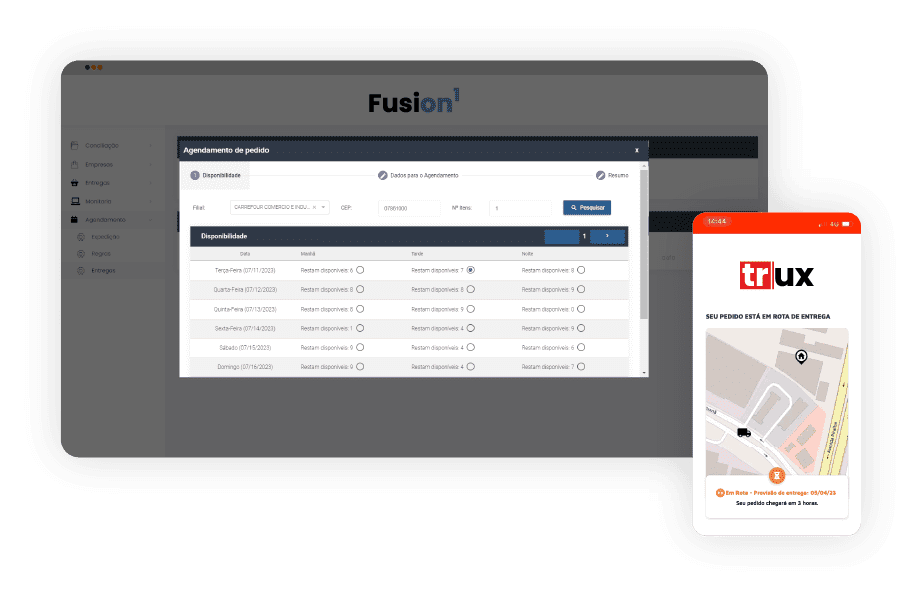 Fusion1
Conciliação
Empresas
Entregas
Monitoria
Agendamento
Expedição
Regras
Entregas
Agendamento de pedido x
1 Disponibilidade Dados para o Agendamento Resumo
Filial: CARREFOUR COMERCIO E INDU... × CEP: 07851000 Nº Itens: 1 Pesquisar
Disponibilidade 1 >
Data Manhã Tarde Noite
Terça-Feira (07/11/2023) Restam disponíveis: 6 Restam disponíveis: 7 Restam disponíveis: 8
Quarta-Feira (07/12/2023) Restam disponíveis: 8 Restam disponíveis: 8 Restam disponíveis: 9
Quinta-Feira (07/13/2023) Restam disponíveis: 8 Restam disponíveis: 9 Restam disponíveis: 0
Sexta-Feira (07/14/2023) Restam disponíveis: 1 Restam disponíveis: 4 Restam disponíveis: 9
Sábado (07/15/2023) Restam disponíveis: 9 Restam disponíveis: 4 Restam disponíveis: 6
Domingo (07/16/2023) Restam disponíveis: 9 Restam disponíveis: 4 Restam disponíveis: 7
14:44 4G
trux
SEU PEDIDO ESTÁ EM ROTA DE ENTREGA
Em Rota - Previsão de entrega: 05/04/23
Seu pedido chegará em 3 horas.